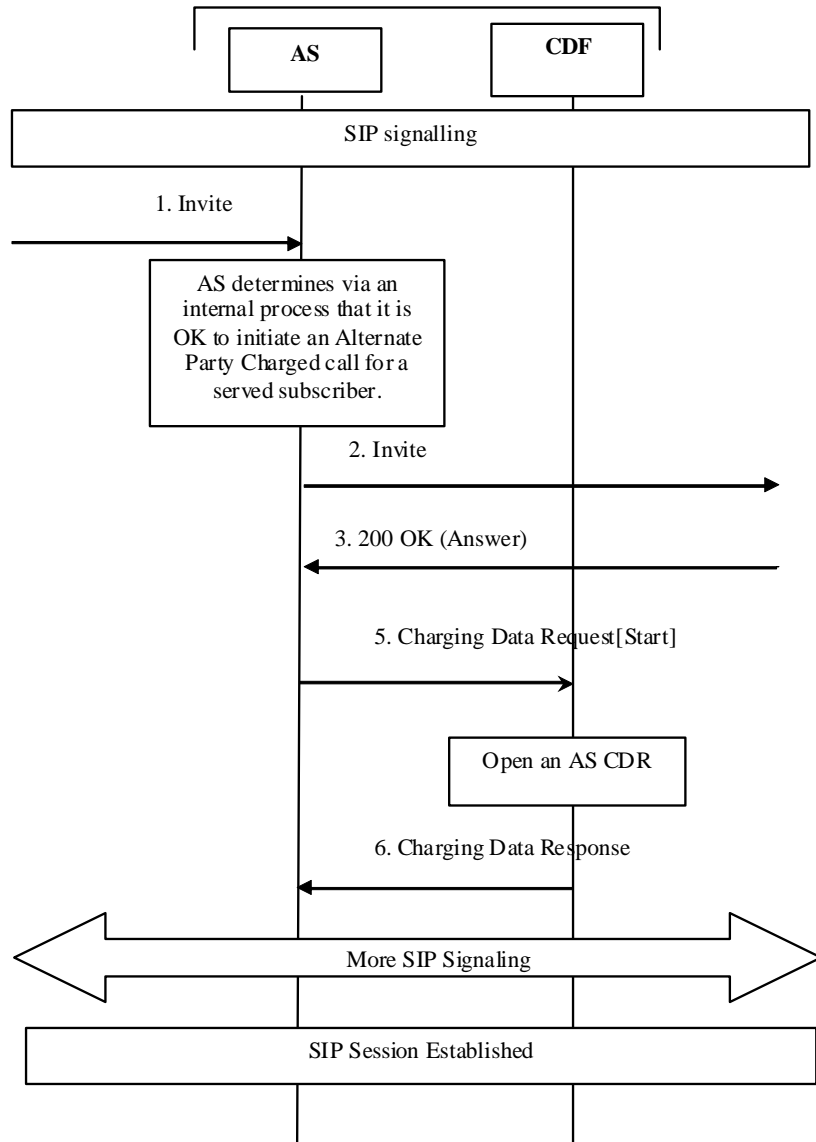 AS
CDF
SIP signalling
1. Invite
AS determines via an
internal process that it is
OK to initiate an Alternate
Party Charged call for a
served subscriber.
2. Invite
3. 200 OK (Answer)
5. Charging Data Request[Start]
Open an AS CDR
6. Charging Data Response
More SIP Signaling
SIP Session Established